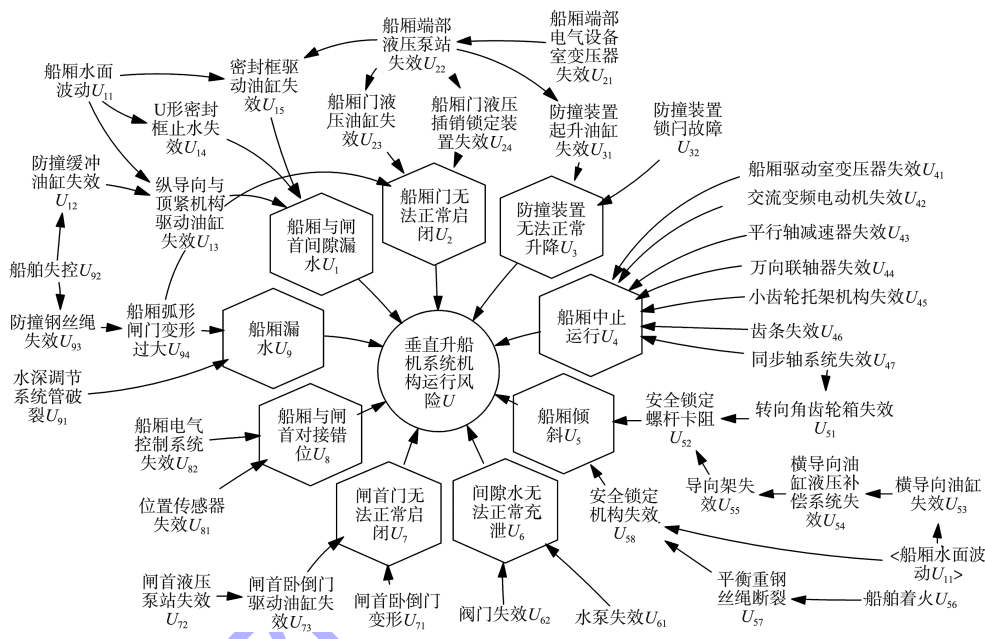 船厢端部
液压泵站
失效U22
船厢端部
电气设备
室变压器
失效U21
船厢水面
波动U11
密封框驱
动油缸失
效U15
U形密封
框止水失
效U14
船厢门液
压油缸失
效U23
船厢门液压
插销锁定装
置失效U24
防撞装置
起升油缸
失效U31
防撞装置
锁闩故障
U32
防撞缓冲
油缸失效
U12
纵导向与
顶紧机构
驱动油缸
失效U13
船厢与闸
首间隙漏
水U1
船厢门无
法正常启
闭U2
防撞装置
无法正常
升降U3
船厢驱动室变压器失效U41
交流变频电动机失效U42
平行轴减速器失效U43
万向联轴器失效U44
小齿轮托架机构失效U45
齿条失效U46
同步轴系统失效U47
船舶失控U92
防撞钢丝绳
失效U93
船厢弧形
闸门变形
过大U94
船厢漏
水U9
垂直升船
机系统机
构运行风
险U
船厢中止
运行U4
水深调节
系统管破
裂U91
船厢电气
控制系统
失效U82
船厢与闸
首对接错
位U8
船厢倾
斜U5
安全锁定
螺杆卡阻
U52
转向角齿轮箱失效
U51
位置传感器
失效U81
闸首门无
法正常启
闭U7
间隙水无
法正常充
泄U6
安全锁定
机构失效
U58
导向架失
效U55
横导向油
缸液压补
偿系统失
效U54
横导向油缸
失效U53
<船厢水面波
动U11>
闸首液压
泵站失效
U72
闸首卧倒门
驱动油缸失
效U73
闸首卧倒门
变形U71
阀门失效U62
水泵失效U61
平衡重钢
丝绳断裂
U57
船舶着火U56